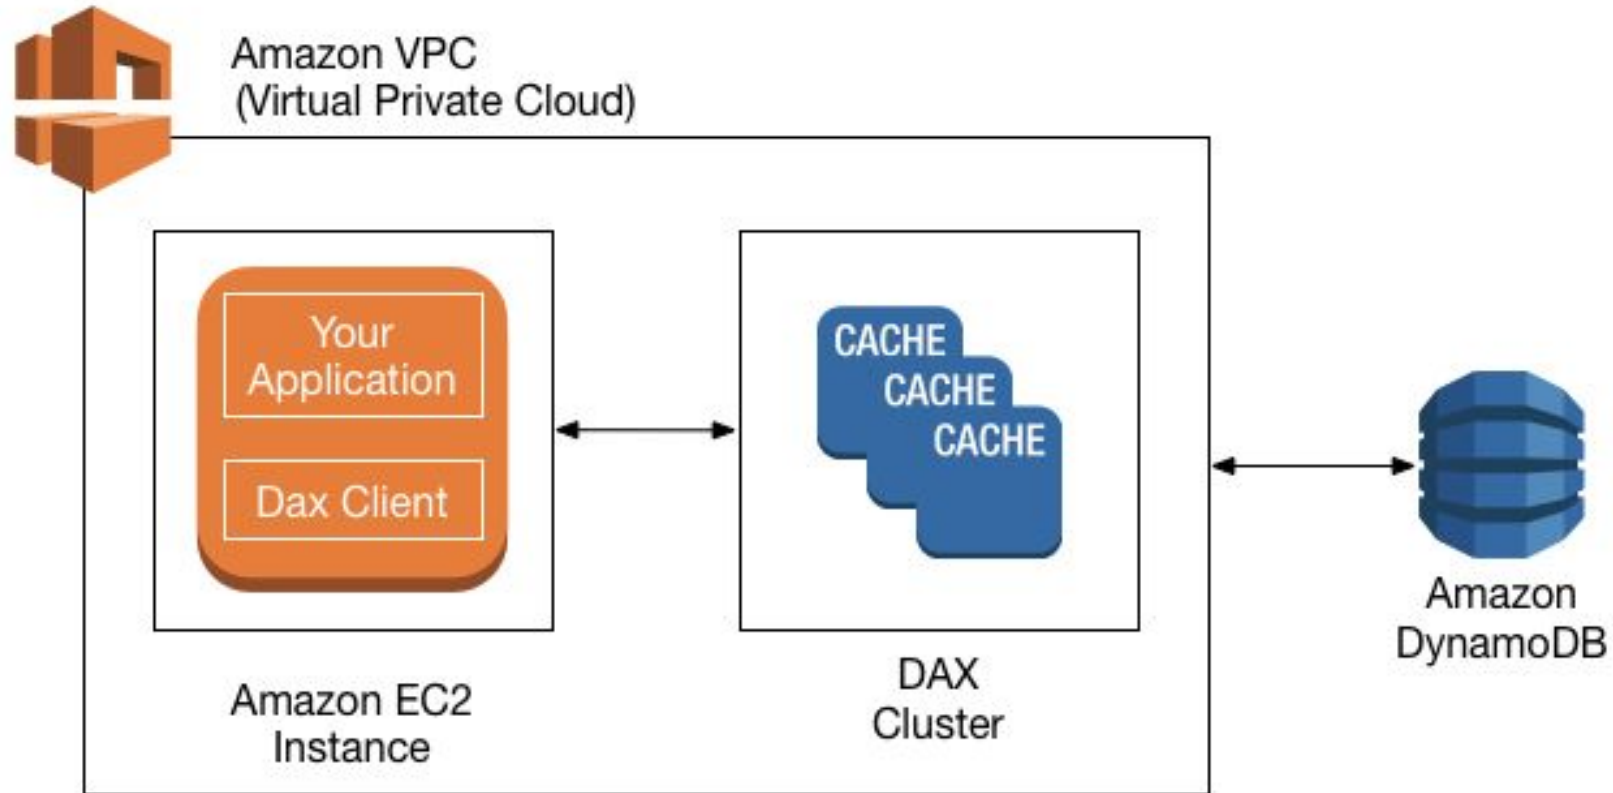 Amazon VPC
(Virtual Private Cloud)
Your
Application
Dax Client
Amazon EC2
Instance
CACHE
CACHE
CACHE
DAX
Cluster
Amazon
DynamoDB